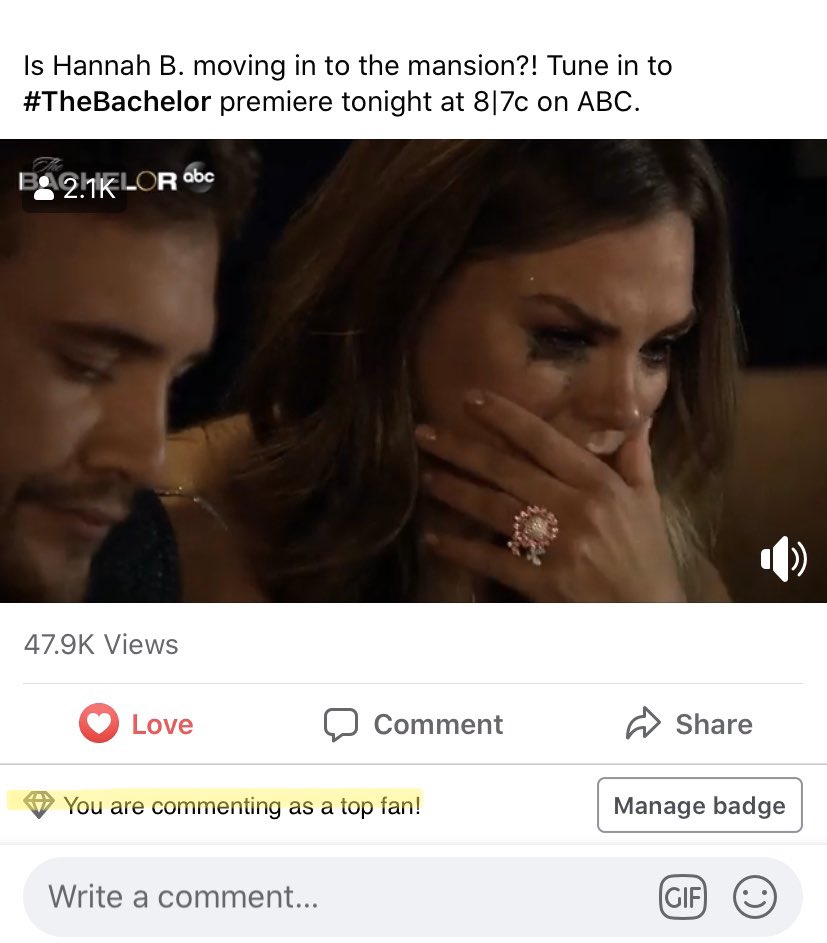 Is Hannah B. moving in to the mansion?! Tune in to
#TheBachelor premiere tonight at 8|7c on ABC.
The
BACHELOR abc
2.1K
47.9K Views
Love
Comment
Share
You are commenting as a top fan!
Manage badge
Write a comment...
GIF